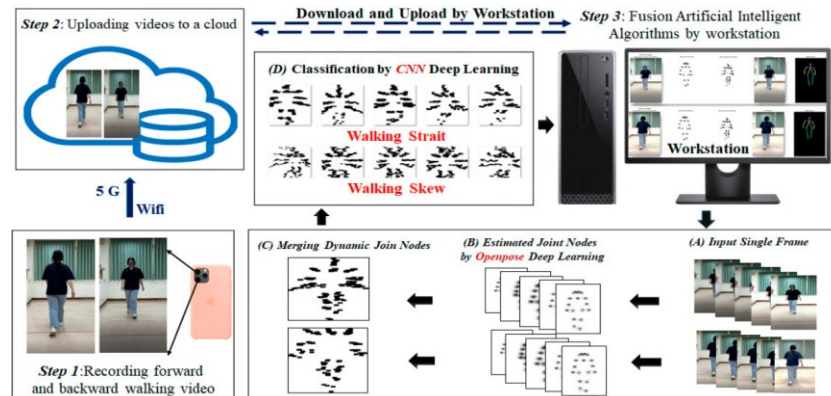 Step 2: Uploading videos to a cloud
Download and Upload by Workstation
Step 3: Fusion Artificial Intelligent
Algorithms by workstation
(D) Classification by CNN Deep Learning
Walking Strait
Walking Skew
Workstation
5 G
Wifi
(C) Merging Dynamic Join Nodes
(B) Estimated Joint Nodes
by Openpose Deep Learning
(A) Input Single Frame
Step 1:Recording forward
and backward walking video